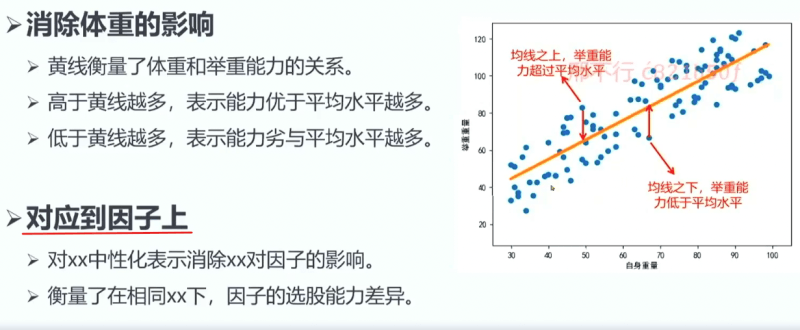 消除体重的影响
黄线衡量了体重和举重能力的关系。
高于黄线越多，表示能力优于平均水平越多。
低于黄线越多，表示能力劣与平均水平越多。
对应到因子上
对xx中性化表示消除xx对因子的影响。
衡量了在相同xx下，因子的选股能力差异。
均线之上，举重能
力超过平均水平
均线之下，举重能
力低于平均水平
举重重量
120
100
80
60
40
20
30 40 50 60 70 80 90 100
自身重量